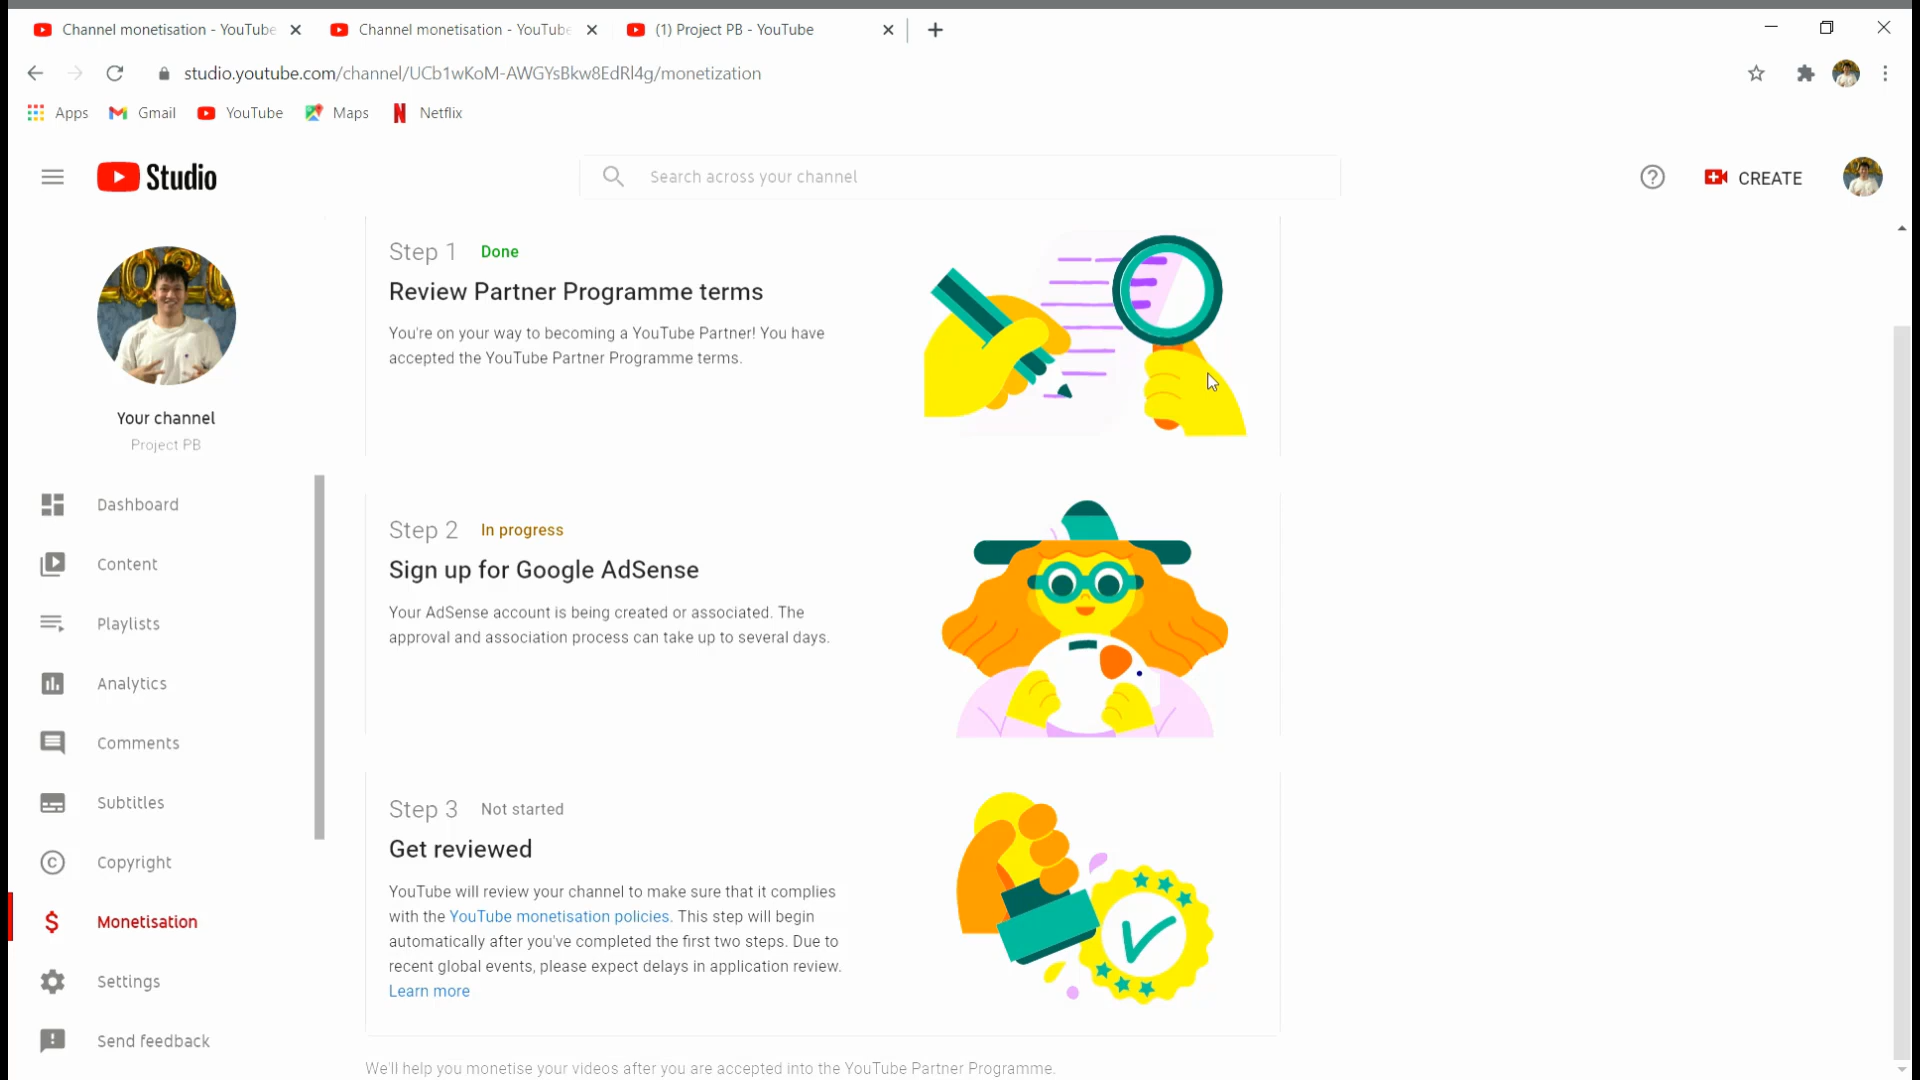 Channel monetisation - YouTube
Channel monetisation - YouTube
(1) Project PB - YouTube
studio.youtube.com/channel/UCb1wKoM-AWGYsBkw8EdRl4g/monetization
Apps
Gmail
YouTube
Maps
Netflix
Studio
Search across your channel
CREATE
Your channel
Project PB
Dashboard
Content
Playlists
Analytics
Comments
Subtitles
Copyright
Monetisation
Settings
Send feedback
Step 1 Done
Review Partner Programme terms
You're on your way to becoming a YouTube Partner! You have
accepted the YouTube Partner Programme terms.
Step 2 In progress
Sign up for Google AdSense
Your AdSense account is being created or associated. The
approval and association process can take up to several days.
Step 3 Not started
Get reviewed
YouTube will review your channel to make sure that it complies
with the YouTube monetisation policies. This step will begin
automatically after you've completed the first two steps. Due to
recent global events, please expect delays in application review.
Learn more
We'll help you monetise your videos after you are accepted into the YouTube Partner Programme.